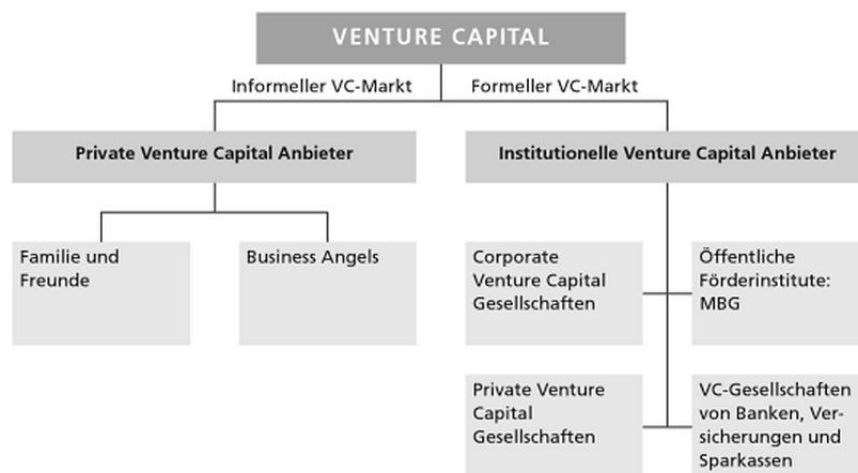 VENTURE CAPITAL
Informeller VC-Markt
Formeller VC-Markt
Private Venture Capital Anbieter
Institutionelle Venture Capital Anbieter
Familie und
Freunde
Business Angels
Corporate
Venture Capital
Gesellschaften
Öffentliche
Förderinstitute:
MBG
Private Venture
Capital
Gesellschaften
VC-Gesellschaften
von Banken, Ver-
sicherungen und
Sparkassen